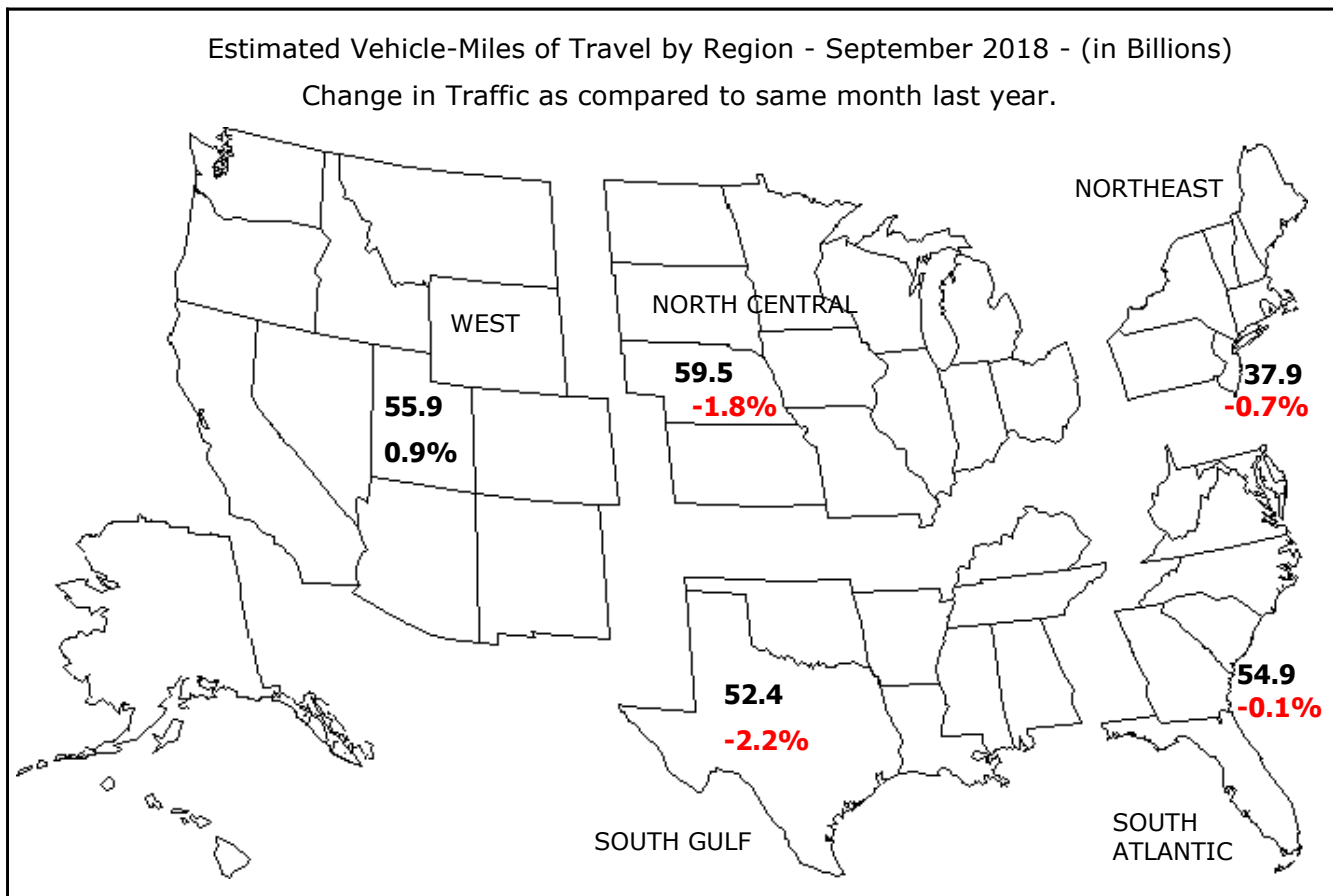 Estimated Vehicle-Miles of Travel by Region - September 2018 - (in Billions)
Change in Traffic as compared to same month last year.
NORTHEAST
37.9
-0.7%
NORTH CENTRAL
59.5
-1.8%
WEST
55.9
0.9%
52.4
-2.2%
SOUTH GULF
54.9
-0.1%
SOUTH
ATLANTIC